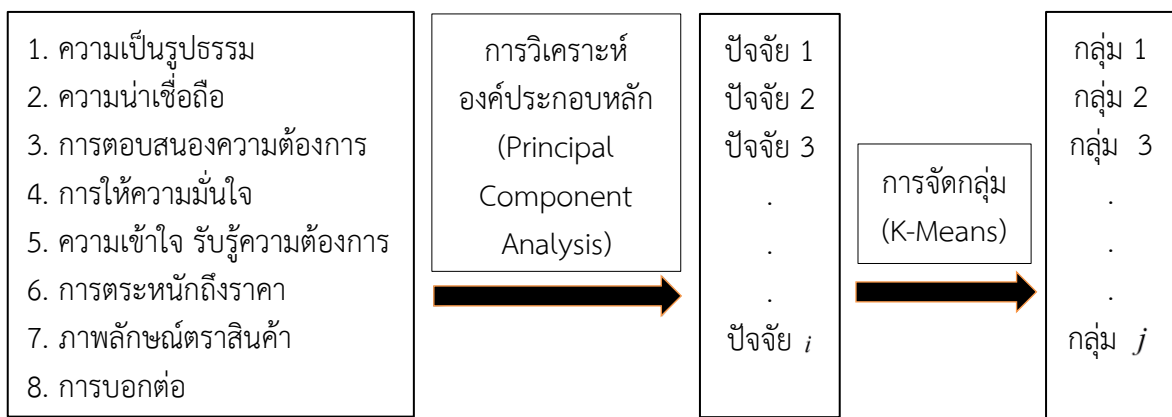 1. ความเป็นรูปธรรม
2. ความน่าเชื่อถือ
3. การตอบสนองความต้องการ
4. การให้ความมั่นใจ
5. ความเข้าใจ รับรู้ความต้องการ
6. การตระหนักถึงราคา
7. ภาพลักษณ์ตราสินค้า
8. การบอกต่อ
การวิเคราะห์
องค์ประกอบหลัก
(Principal
Component
Analysis)
ปัจจัย 1
ปัจจัย 2
ปัจจัย 3
.
.
.
ปัจจัย i
การจัดกลุ่ม
(K-Means)
กลุ่ม 1
กลุ่ม 2
กลุ่ม 3
.
.
.
กลุ่ม j